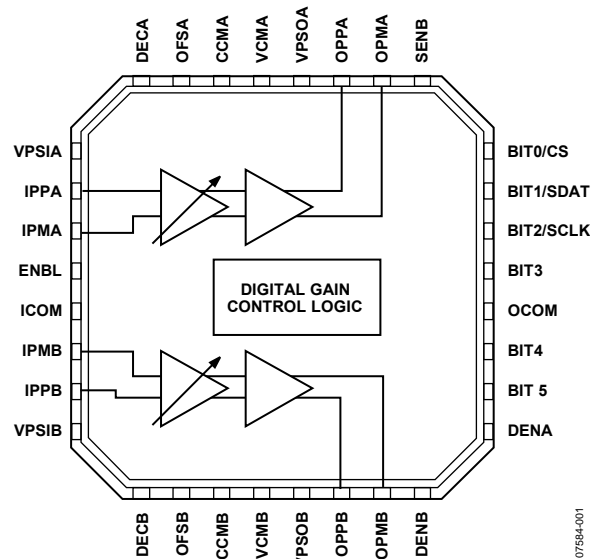 DECA
OFSA
CCMA
VCMA
VPSOA
OPPA
OPMA
SENB
VPSIA
IPPA
IPMA
ENBL
ICOM
IPMB
IPPB
VPSIB
DIGITAL GAIN
CONTROL LOGIC
BIT0/CS
BIT1/SDAT
BIT2/SCLK
BIT3
OCOM
BIT4
BIT 5
DENA
DECB
OFSB
CCMB
VCMB
VPSOB
OPPB
OPMB
DENB
07584-001